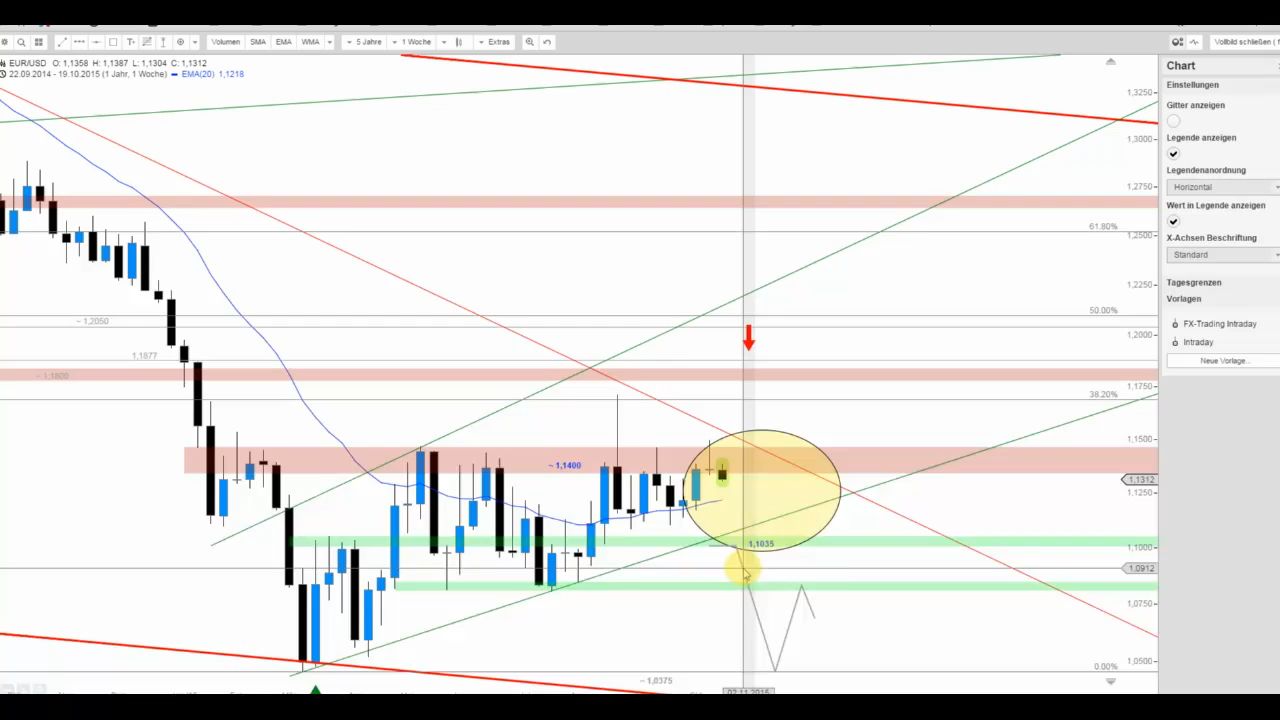 Volumen SMA EMA WMA 5 Jahre 1 Woche Extras Vollbild schließen (
EUR/USD O: 1,1358 H: 1,1387 L: 1,1304 C: 1,1312
22.09.2014 - 19.10.2015 (1 Jahr, 1 Woche) EMA(20) 1,1218
Chart
Einstellungen
Gitter anzeigen
Legende anzeigen
Legendenanordnung
Horizontal
Wert in Legende anzeigen
X-Achsen Beschriftung
Standard
Tagesgrenzen
Vorlagen
FX-Trading Intraday
Intraday
Neue Vorlage...
1,3250
1,3000
1,2750
61.80%
1,2500
1,2250
50.00%
~ 1,2050
1,2000
1,1877
~ 1,1800
1,1750
38.20%
1,1500
~ 1,1400
1,1312
1,1250
1,1035
1,1000
1,0912
1,0750
0.00%
1,0500
~ 1,0375
02.11.2015